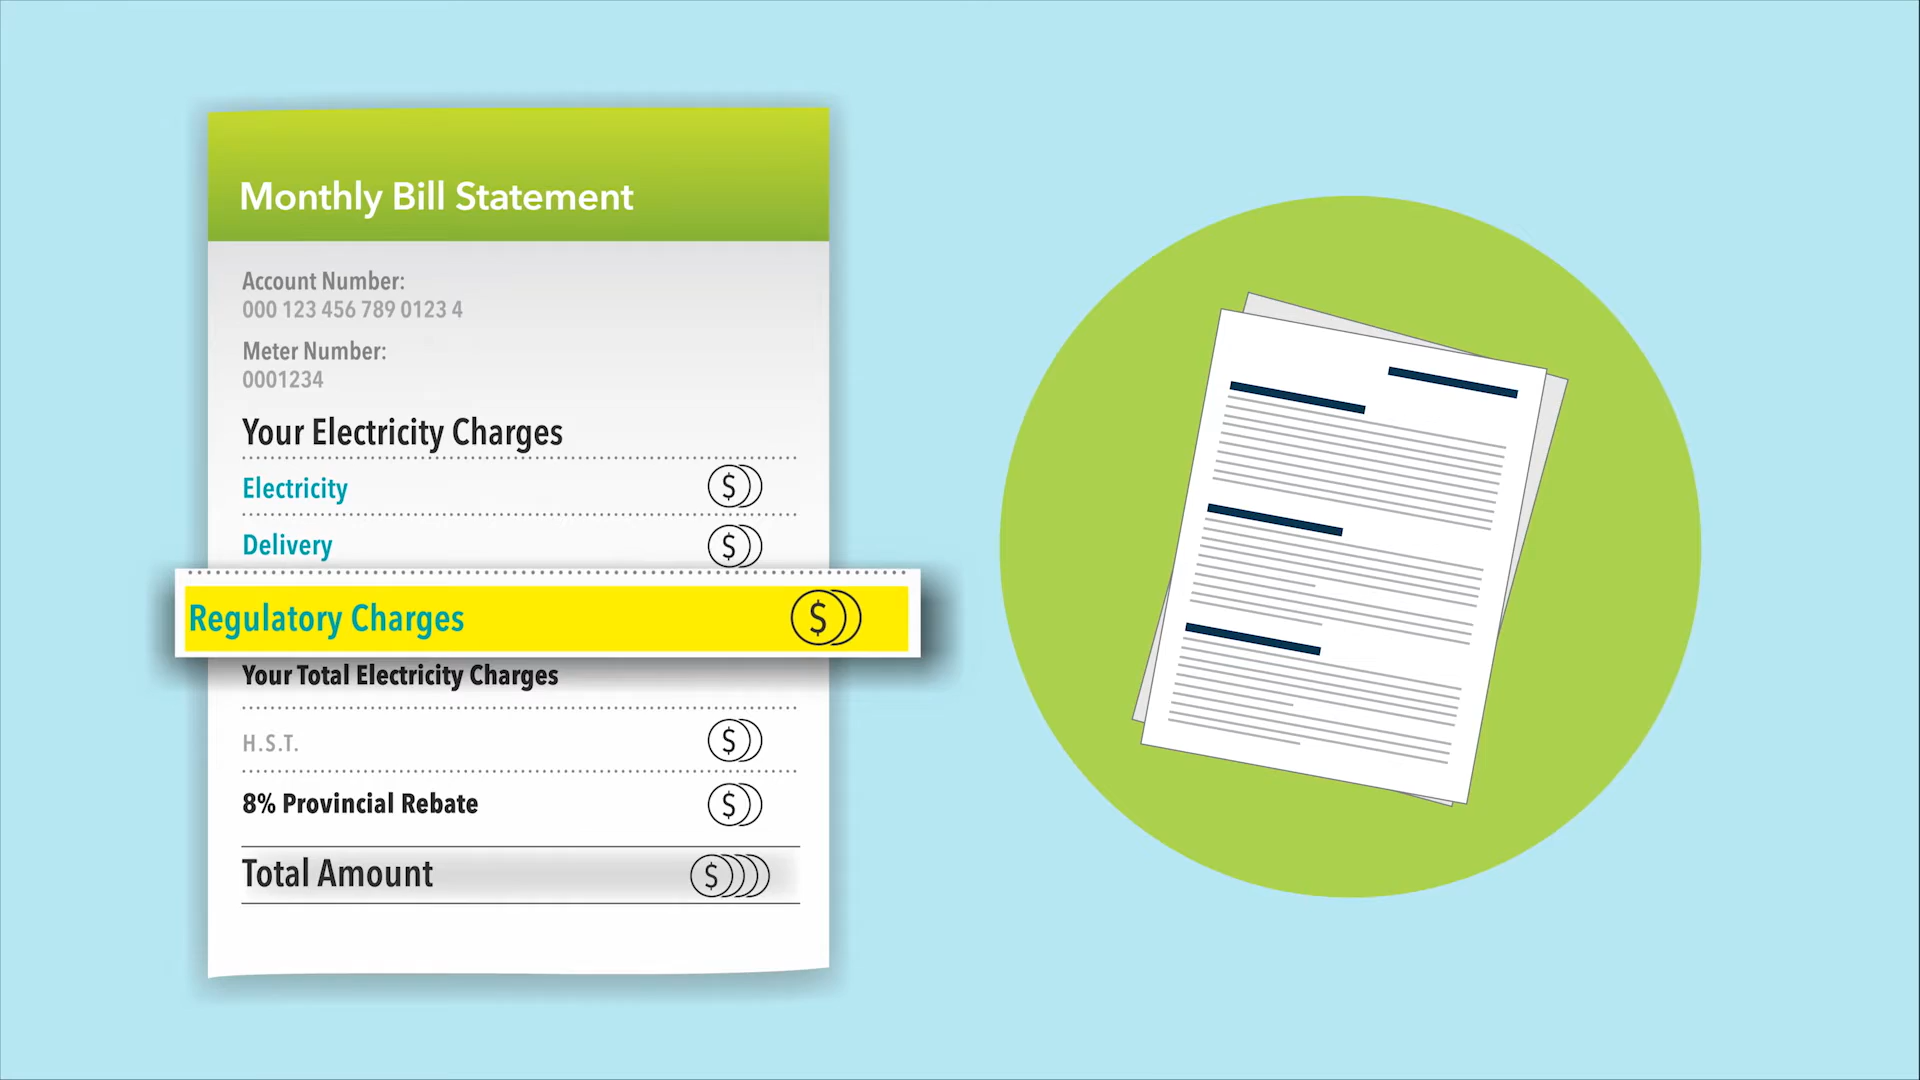 Monthly Bill Statement
Account Number:
000 123 456 789 0123 4
Meter Number:
0001234
Your Electricity Charges
Electricity $
Delivery $
Regulatory Charges $
Your Total Electricity Charges
H.S.T. $
8% Provincial Rebate $
Total Amount $